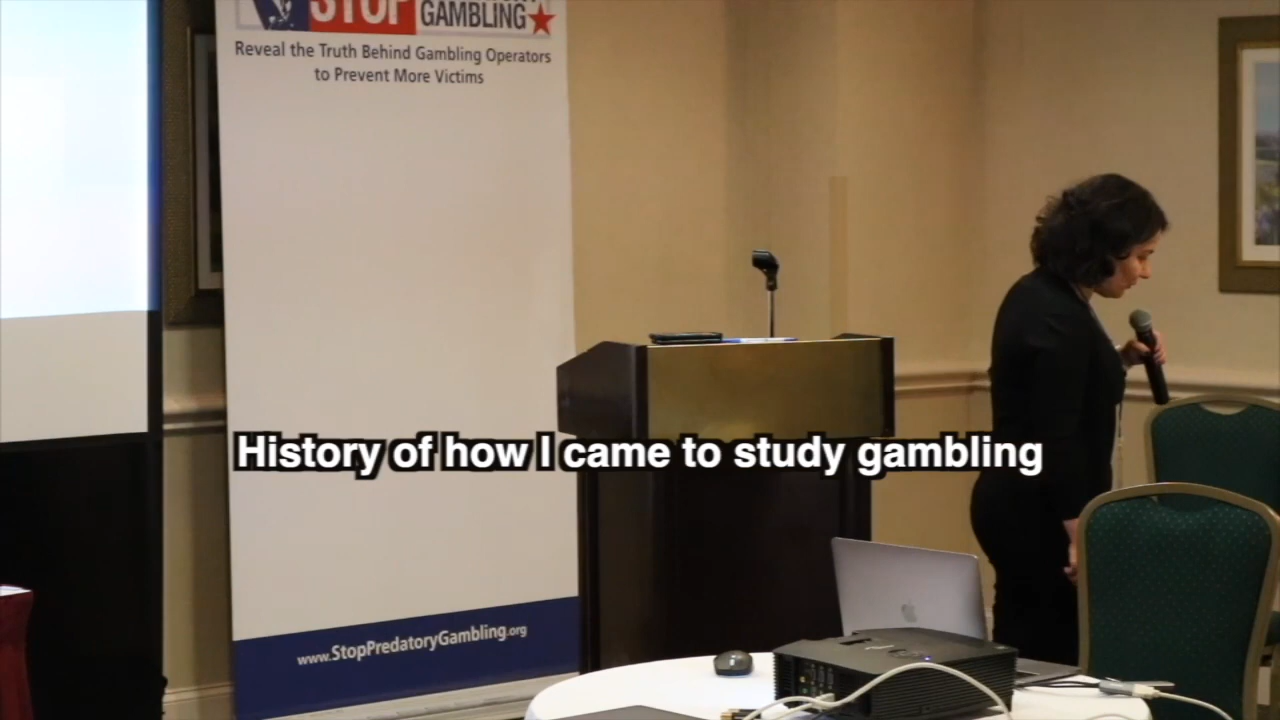 STOP
GAMBLING
Reveal the Truth Behind Gambling Operators
to Prevent More Victims
History of how I came to study gambling
www.StopPredatoryGambling.org